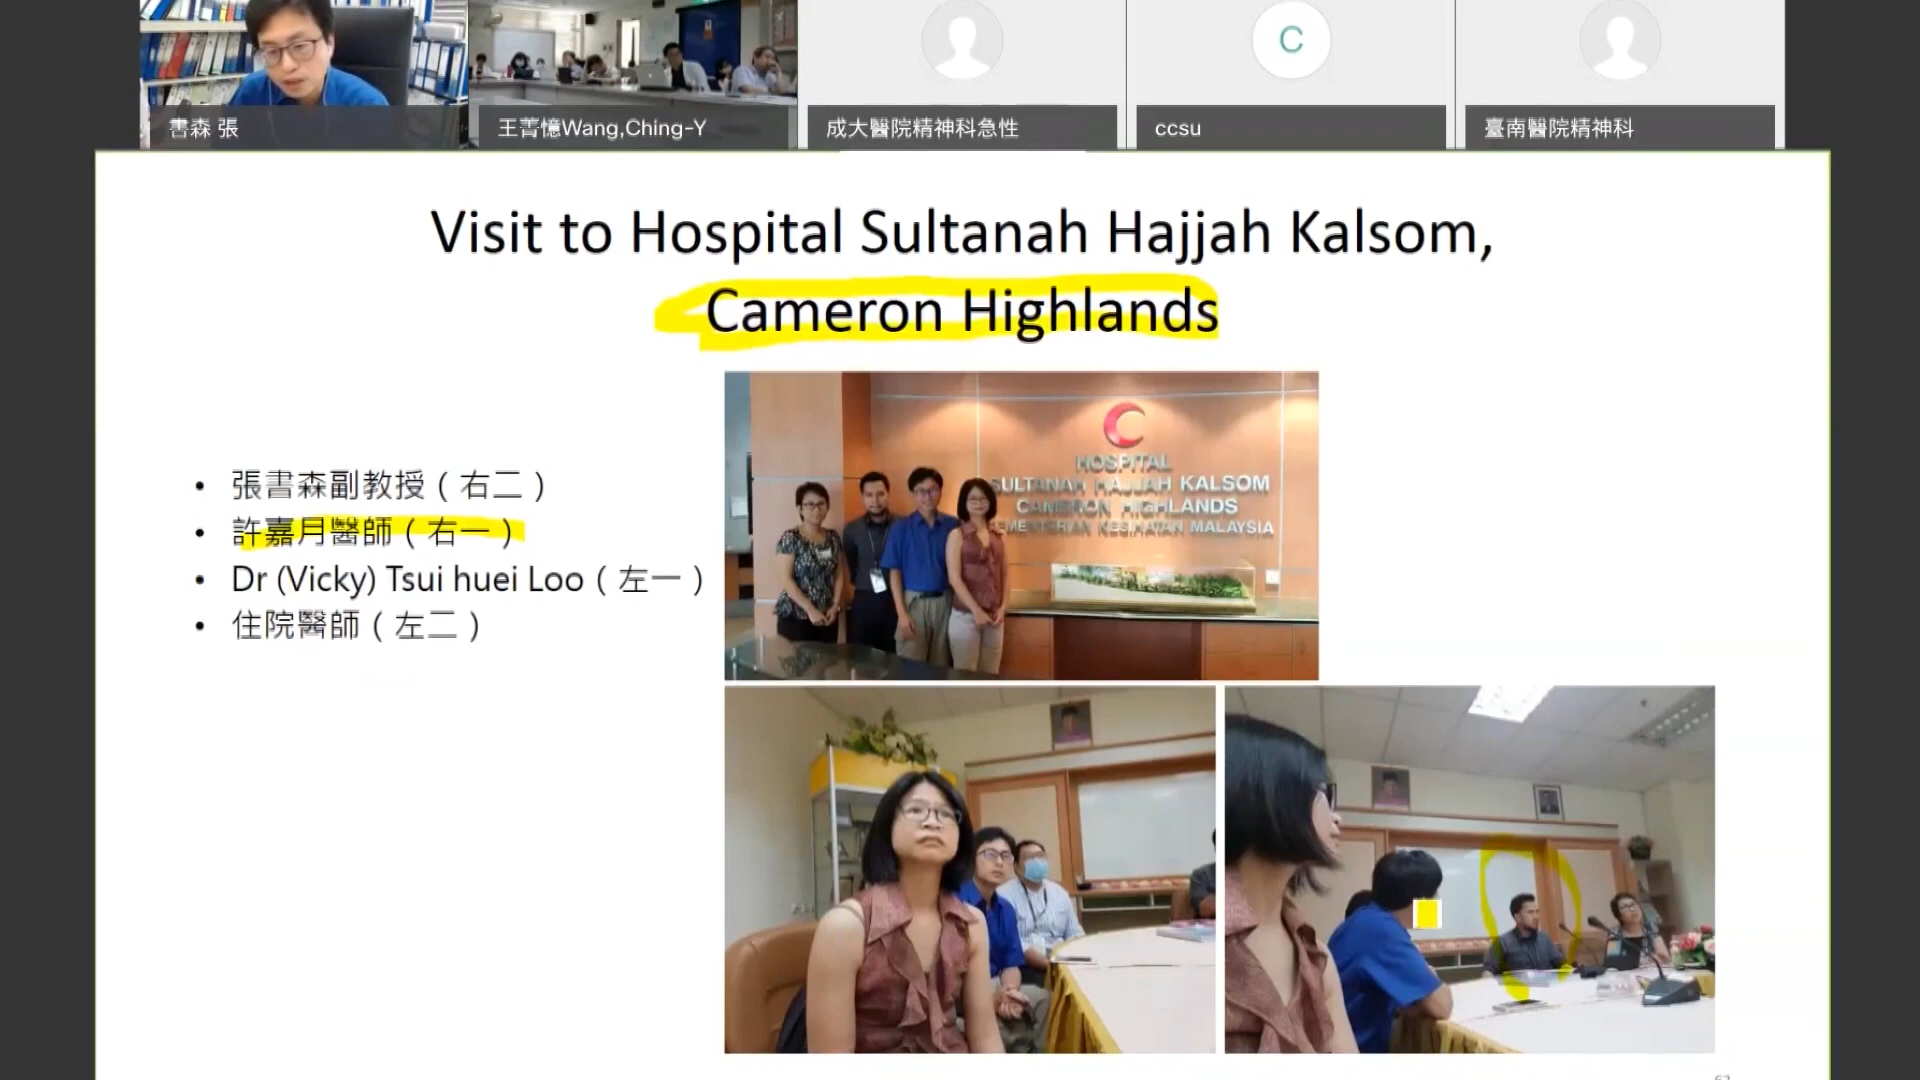 書森 張
王菁憶Wang,Ching-Y
成大醫院精神科急性
C
ccsu
臺南醫院精神科
Visit to Hospital Sultanah Hajjah Kalsom,
Cameron Highlands
• 張書森副教授（右二）
• 許嘉月醫師（右一）
• Dr (Vicky) Tsui huei Loo（左一）
• 住院醫師（左二）
HOSPITAL
SULTANAH HAJJAH KALSOM
CAMERON HIGHLANDS
KEMENTERIAN KESIHATAN MALAYSIA